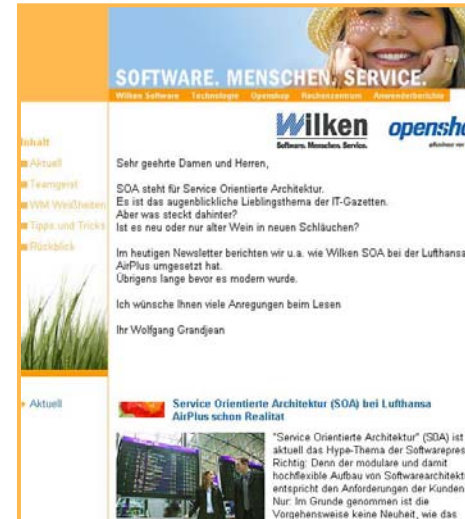 SOFTWARE. MENSCHEN. SERVICE.
Wilken Software Technologie Openshop Rechenzentrum Anwenderberichte
Wilken
Software. Menschen. Service.
opensho
Inhalt
Aktuell
Teamgeist
WM Weißheiten
Tipps und Tricks
Rückblick
Sehr geehrte Damen und Herren,
SOA steht für Service Orientierte Architektur.
Es ist das augenblickliche Lieblingsthema der IT-Gazetten.
Aber was steckt dahinter?
Ist es neu oder nur alter Wein in neuen Schläuchen?
Im heutigen Newsletter berichten wir u.a. wie Wilken SOA bei der Lufthansa
AirPlus umgesetzt hat.
Übrigens lange bevor es modern wurde.
Ich wünsche Ihnen viele Anregungen beim Lesen
Ihr Wolfgang Grandjean
Aktuell
Service Orientierte Architektur (SOA) bei Lufthansa
AirPlus schon Realität
"Service Orientierte Architektur" (SOA) ist
aktuell das Hype-Thema der Softwarepres
Richtig: Denn der modulare und damit
hochflexible Aufbau von Softwarearchitekt
entspricht den Anforderungen der Kunden
Nur: Im Grunde genommen ist die
Vorgehensweise keine Neuheit, wie das